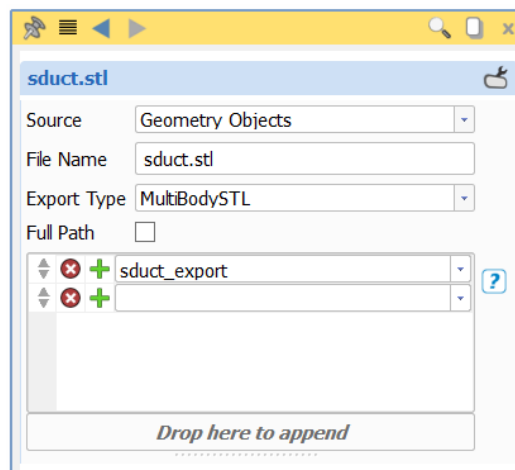 sduct.stl
Source Geometry Objects
File Name sduct.stl
Export Type MultiBodySTL
Full Path
sduct_export
?
Drop here to append